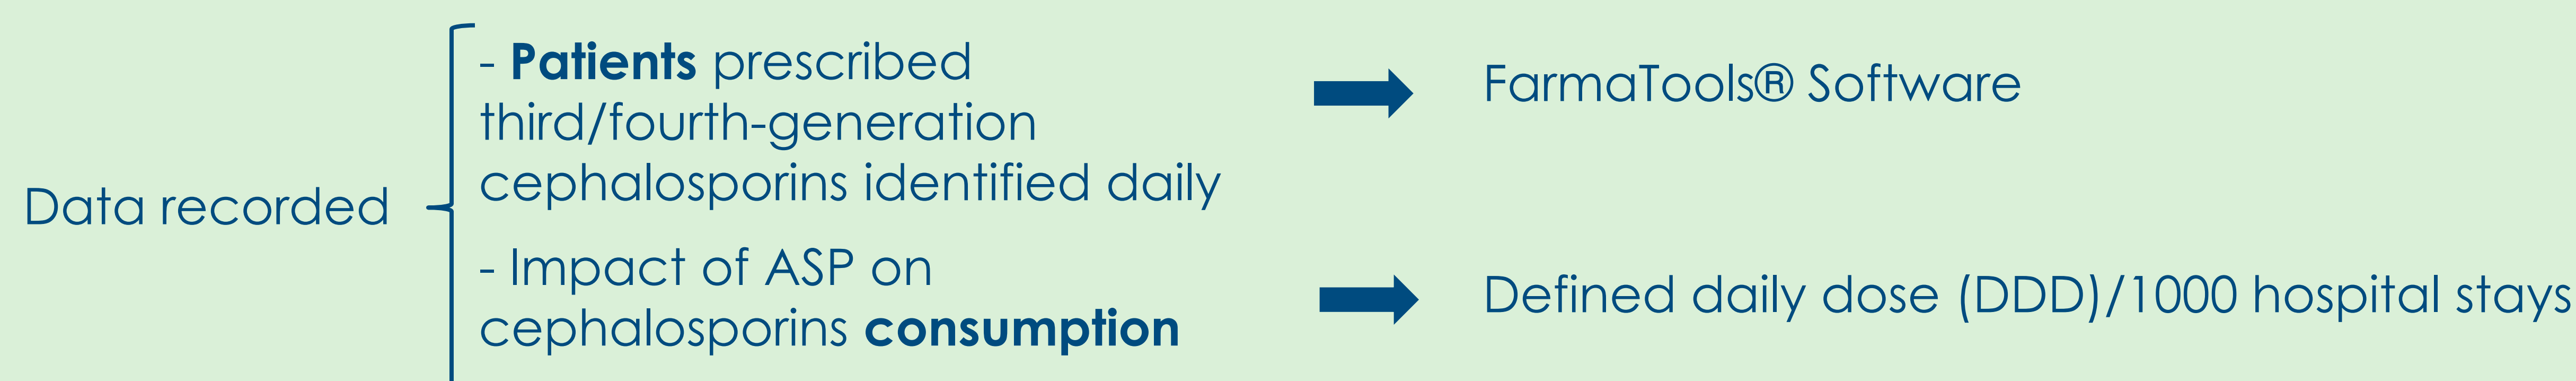 Data recorded
- Patients prescribed
third/fourth-generation
cephalosporins identified daily
FarmaTools® Software
- Impact of ASP on
cephalosporins consumption
Defined daily dose (DDD)/1000 hospital stays